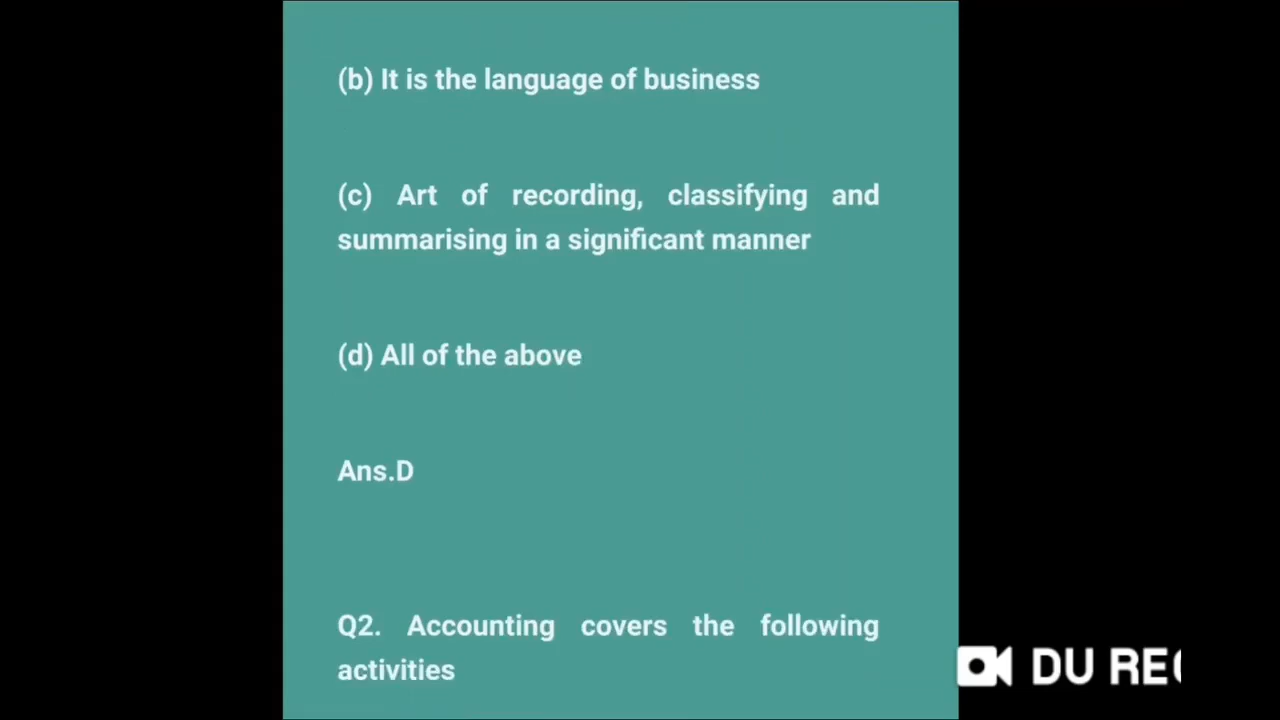 (b) It is the language of business
(c) Art of recording, classifying and
summarising in a significant manner
(d) All of the above
Ans.D
Q2. Accounting covers the following
activities
DU REC